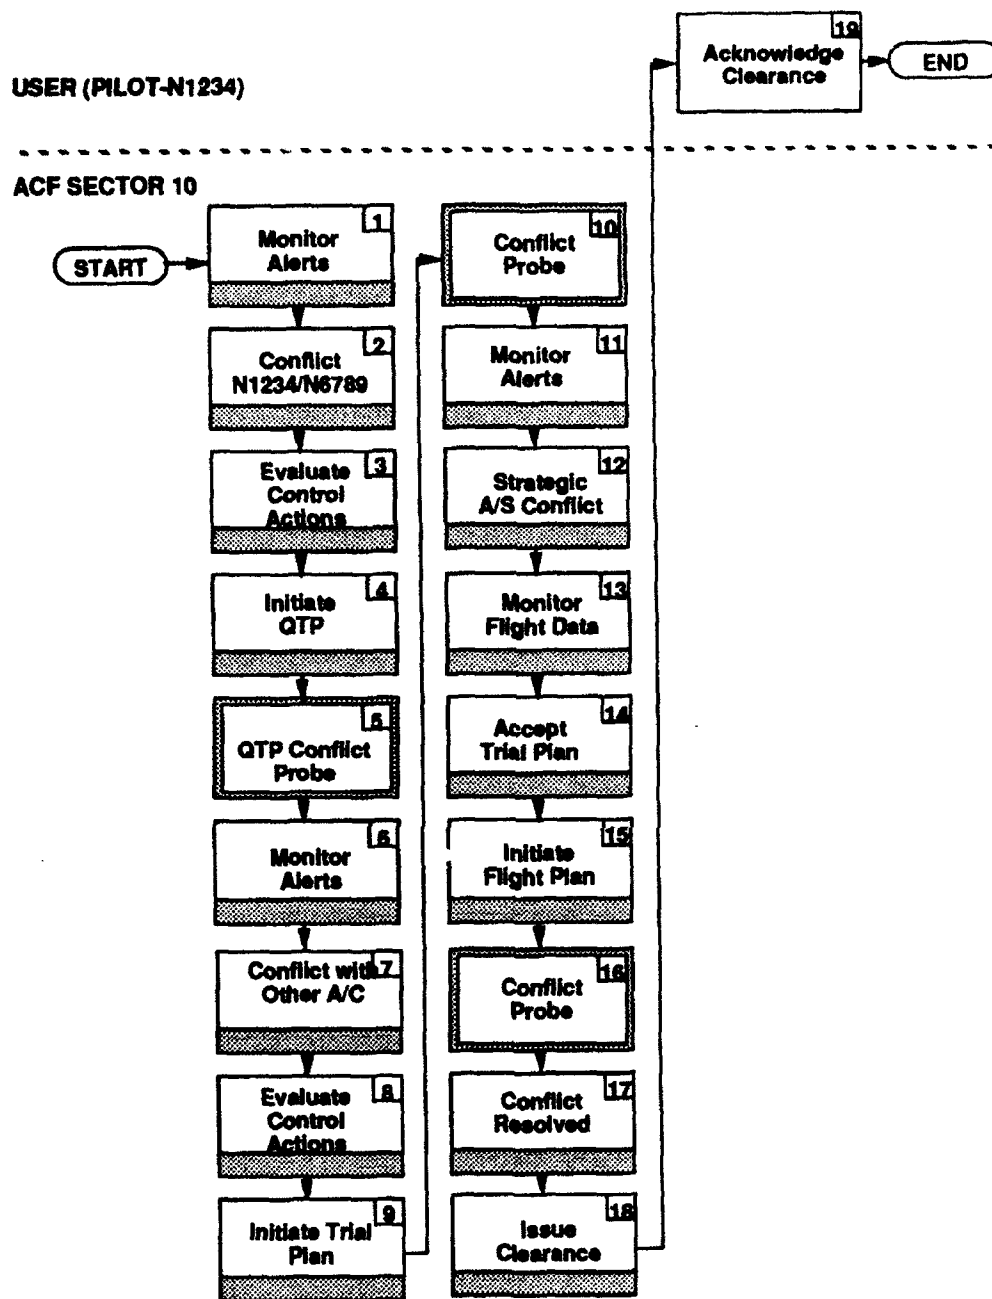 19
Acknowledge
Clearance
END
USER (PILOT-N1234)
ACF SECTOR 10
START
1
Monitor
Alerts
2
Conflict
N1234/N6789
3
Evaluate
Control
Actions
4
Initiate
QTP
5
QTP Conflict
Probe
6
Monitor
Alerts
7
Conflict with
Other A/C
8
Evaluate
Control
Actions
9
Initiate Trial
Plan
10
Conflict
Probe
11
Monitor
Alerts
12
Strategic
A/S Conflict
13
Monitor
Flight Data
14
Accept
Trial Plan
15
Initiate
Flight Plan
16
Conflict
Probe
17
Conflict
Resolved
18
Issue
Clearance